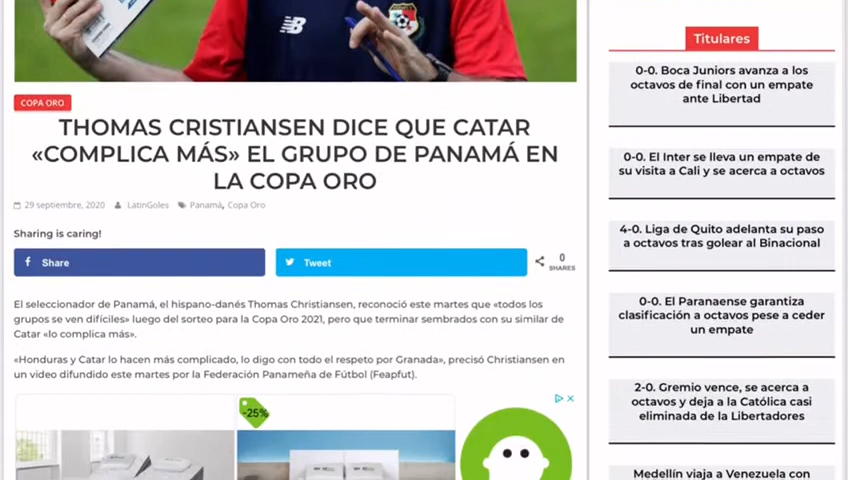 COPA ORO
THOMAS CRISTIANSEN DICE QUE CATAR
«COMPLICA MÁS» EL GRUPO DE PANAMÁ EN
LA COPA ORO
29 septiembre, 2020 LatinGoles Panamá, Copa Oro
Sharing is caring!
Share
Tweet
0
SHARES
El seleccionador de Panamá, el hispano-danés Thomas Christiansen, reconoció este martes que «todos los
grupos se ven difíciles» luego del sorteo para la Copa Oro 2021, pero que terminar sembrados con su similar de
Catar «lo complica más».
«Honduras y Catar lo hacen más complicado, lo digo con todo el respeto por Granada», precisó Christiansen en
un video difundido este martes por la Federación Panameña de Fútbol (Feapfut).
-25%
Titulares
0-0. Boca Juniors avanza a los
octavos de final con un empate
ante Libertad
0-0. El Inter se lleva un empate de
su visita a Cali y se acerca a octavos
4-0. Liga de Quito adelanta su paso
a octavos tras golear al Binacional
0-0. El Paranaense garantiza
clasificación a octavos pese a ceder
un empate
2-0. Gremio vence, se acerca a
octavos y deja a la Católica casi
eliminada de la Libertadores
Medellín viaja a Venezuela con